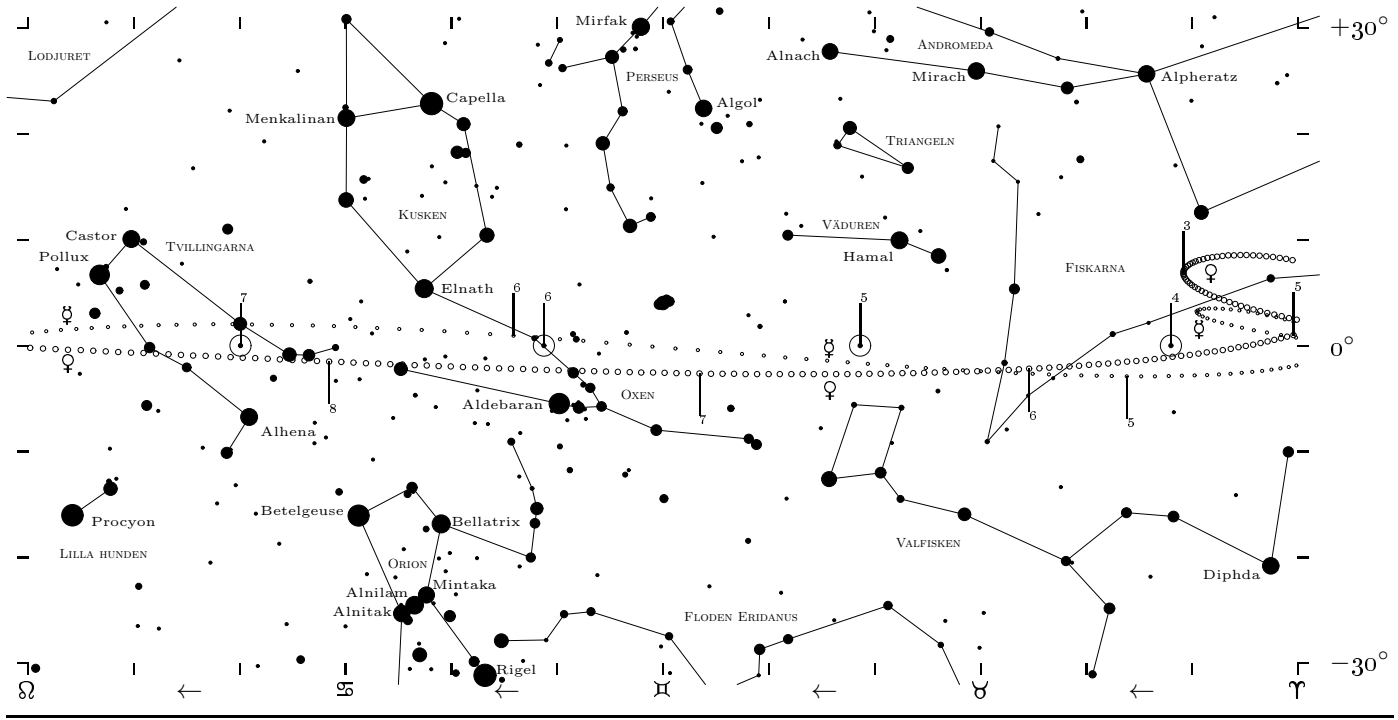 Mirfak +30°
LODJURET Alnach ANDROMEDA
PERSEUS Mirach Alpheratz
Capella Algol
Menkalinan
TRIANGELN
KUSKEN VÄDUREN 3
Castor TVILLINGARNA
Pollux Hamal FISKARNA ♀
Elnath
☿ 7 6 6 5 4 5
☿ ☿ 0°
♀ ♀
8 Aldebaran OXEN 7 6 5
Alhena
Betelgeuse Bellatrix
Procyon
LILLA HUNDEN ORION VALFISKEN
Mintaka Diphda
Alnilam
Alnitak FLODEN ERIDANUS
Rigel −30°
♌ ← ♋ ← ♊ ← ♉ ← ♈